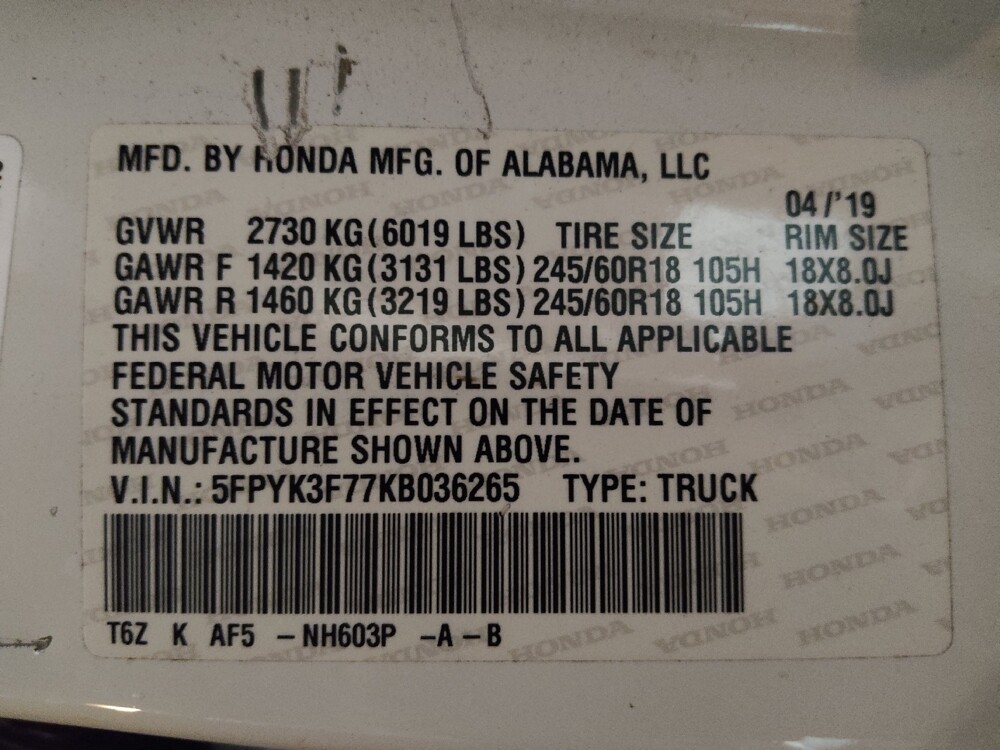 MFD. BY HONDA MFG. OF ALABAMA, LLC
04/'19
GVWR 2730 KG (6019 LBS) TIRE SIZE RIM SIZE
GAWR F 1420 KG (3131 LBS) 245/60R18 105H 18X8.0J
GAWR R 1460 KG (3219 LBS) 245/60R18 105H 18X8.0J
THIS VEHICLE CONFORMS TO ALL APPLICABLE
FEDERAL MOTOR VEHICLE SAFETY
STANDARDS IN EFFECT ON THE DATE OF
MANUFACTURE SHOWN ABOVE.
V.I.N.: 5FPYK3F77KB036265 TYPE: TRUCK
T6Z K AF5 -NH603P -A-B